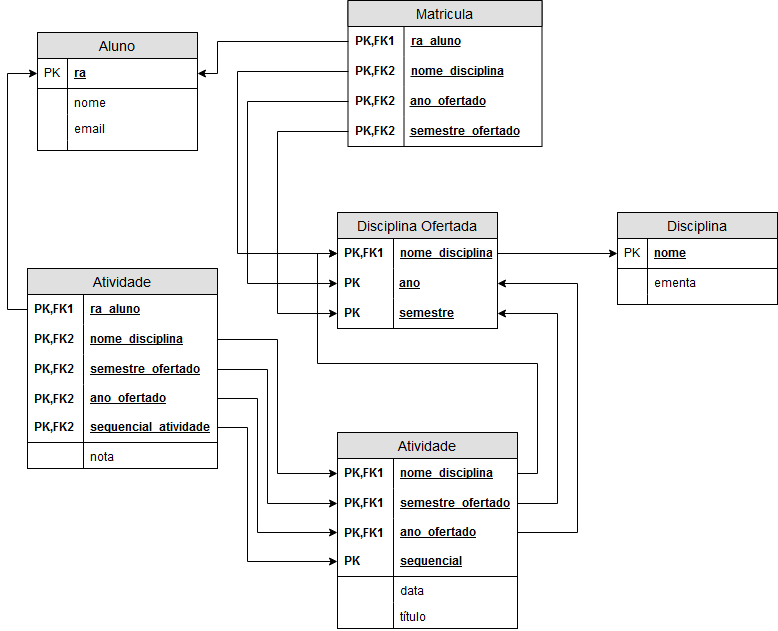 Matricula
PK,FK1 ra_aluno
PK,FK2 nome_disciplina
PK,FK2 ano_ofertado
PK,FK2 semestre_ofertado
Aluno
PK ra
nome
email
Disciplina Ofertada
PK,FK1 nome_disciplina
PK ano
PK semestre
Disciplina
PK nome
ementa
Atividade
PK,FK1 ra_aluno
PK,FK2 nome_disciplina
PK,FK2 semestre_ofertado
PK,FK2 ano_ofertado
PK,FK2 sequencial_atividade
nota
Atividade
PK,FK1 nome_disciplina
PK,FK1 semestre_ofertado
PK,FK1 ano_ofertado
PK sequencial
data
título